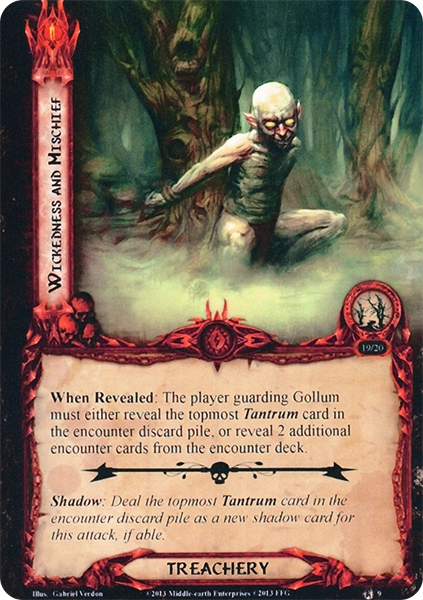 Wickedness and Mischief
19/20
When Revealed: The player guarding Gollum
must either reveal the topmost Tantrum card in
the encounter discard pile, or reveal 2 additional
encounter cards from the encounter deck.
Shadow: Deal the topmost Tantrum card in the
encounter discard pile as a new shadow card for
this attack, if able.
TREACHERY
Illus. Gabriel Verdon ©2013 Middle-earth Enterprises ©2013 FFG 9